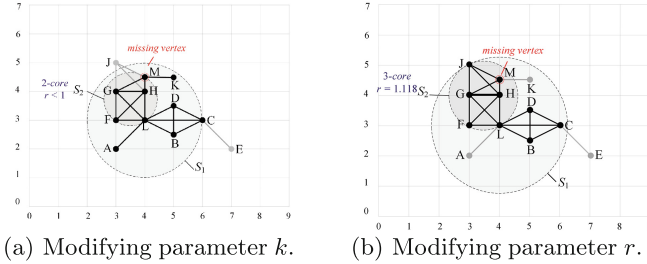 7
6
5
4
3
2
1
0
0 1 2 3 4 5 6 7 8 9
missing vertex
2-core
r < 1
S2
J
M
K
G
H
D
F
L
C
B
A
E
S1
(a) Modifying parameter k.
7
6
5
4
3
2
1
0
0 1 2 3 4 5 6 7 8
missing vertex
3-core
r = 1.118
S2
J
M
K
G
H
D
F
L
C
B
A
E
S1
(b) Modifying parameter r.